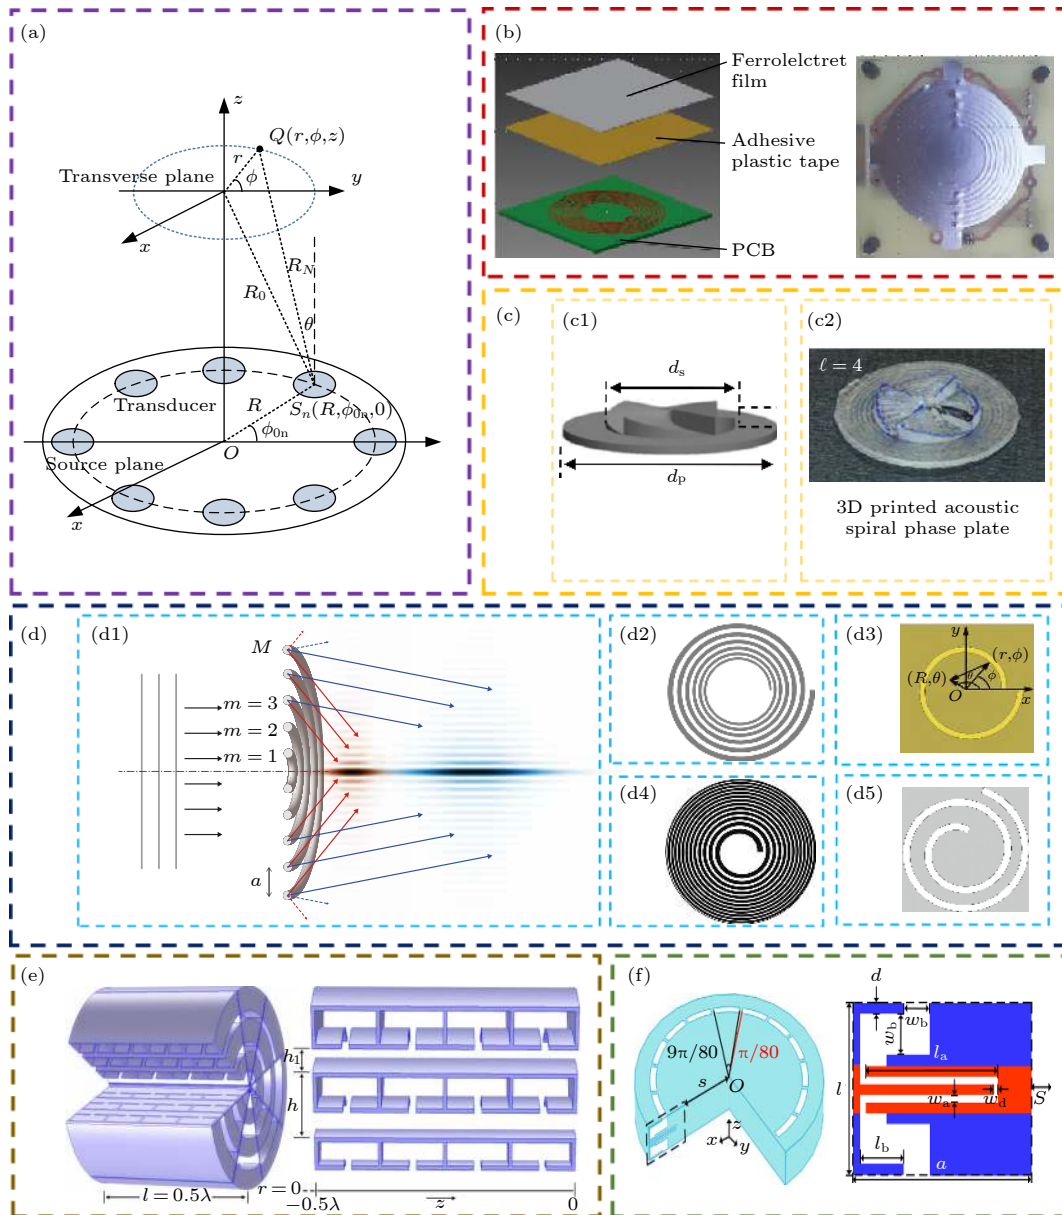 (a)
z
Q(r,ϕ,z)
r
ϕ
Transverse plane
y
x
R_N
R_0
θ
Transducer
R
S_n(R,ϕ_0n,0)
ϕ_0n
Source plane
O
x
(b)
Ferrolelctret
film
Adhesive
plastic tape
PCB
(c)
(c1)
d_s
d_p
(c2)
ℓ = 4
3D printed acoustic
spiral phase plate
(d)
(d1)
M
m = 3
m = 2
m = 1
a
(d2)
(d3)
y
(r,ϕ)
(R,θ)
θ
ϕ
O
x
(d4)
(d5)
(e)
h_1
h
l = 0.5λ
r = 0
−0.5λ
z
0
(f)
9π/80
π/80
s
O
z
x
y
d
w_b
w_b
l_a
l
w_a
w_d
S
l_b
a